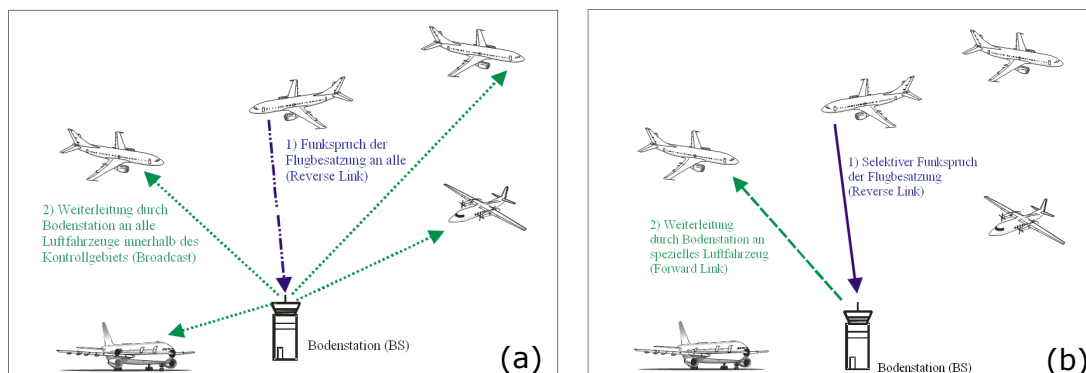 1) Funkspruch der
Flugbesatzung an alle
(Reverse Link)
2) Weiterleitung durch
Bodenstation an alle
Luftfahrzeuge innerhalb des
Kontrollgebiets (Broadcast)
Bodenstation (BS)
(a)
1) Selektiver Funkspruch
der Flugbesatzung
(Reverse Link)
2) Weiterleitung
durch Bodenstation an
spezielles Luftfahrzeug
(Forward Link)
Bodenstation (BS)
(b)